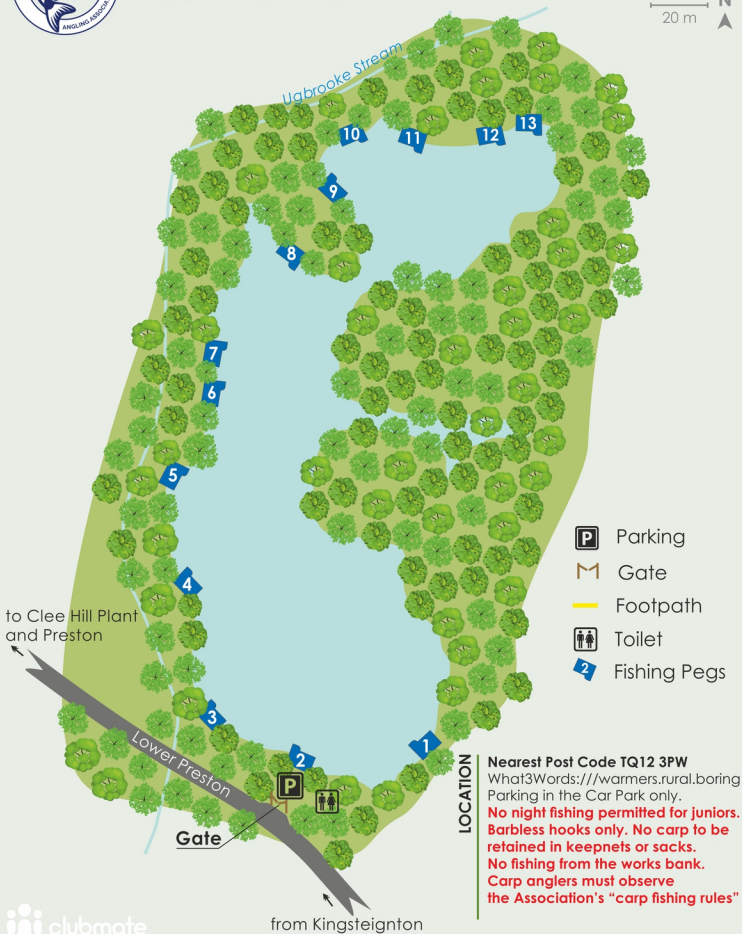 ANGLING ASSOCIA
N
20 m
Ugbrooke Stream
10
11
12
13
9
8
7
6
5
4
3
2
1
P
Parking
Gate
Footpath
Toilet
2
Fishing Pegs
to Clee Hill Plant
and Preston
Lower Preston
P
Gate
from Kingsteignton
LOCATION
Nearest Post Code TQ12 3PW
What3Words:///warmers.rural.boring
Parking in the Car Park only.
No night fishing permitted for juniors.
Barbless hooks only. No carp to be
retained in keepnets or sacks.
No fishing from the works bank.
Carp anglers must observe
the Association's “carp fishing rules”
clubmate